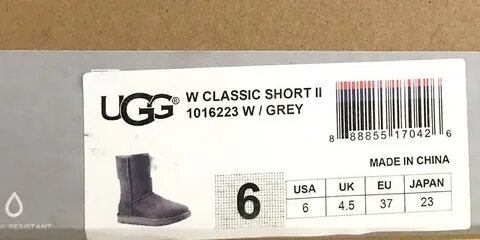 UGG®
W CLASSIC SHORT II
1016223 W / GREY
8 88855 17042 6
MADE IN CHINA
6
USA UK EU JAPAN
6 4.5 37 23
RESISTANT